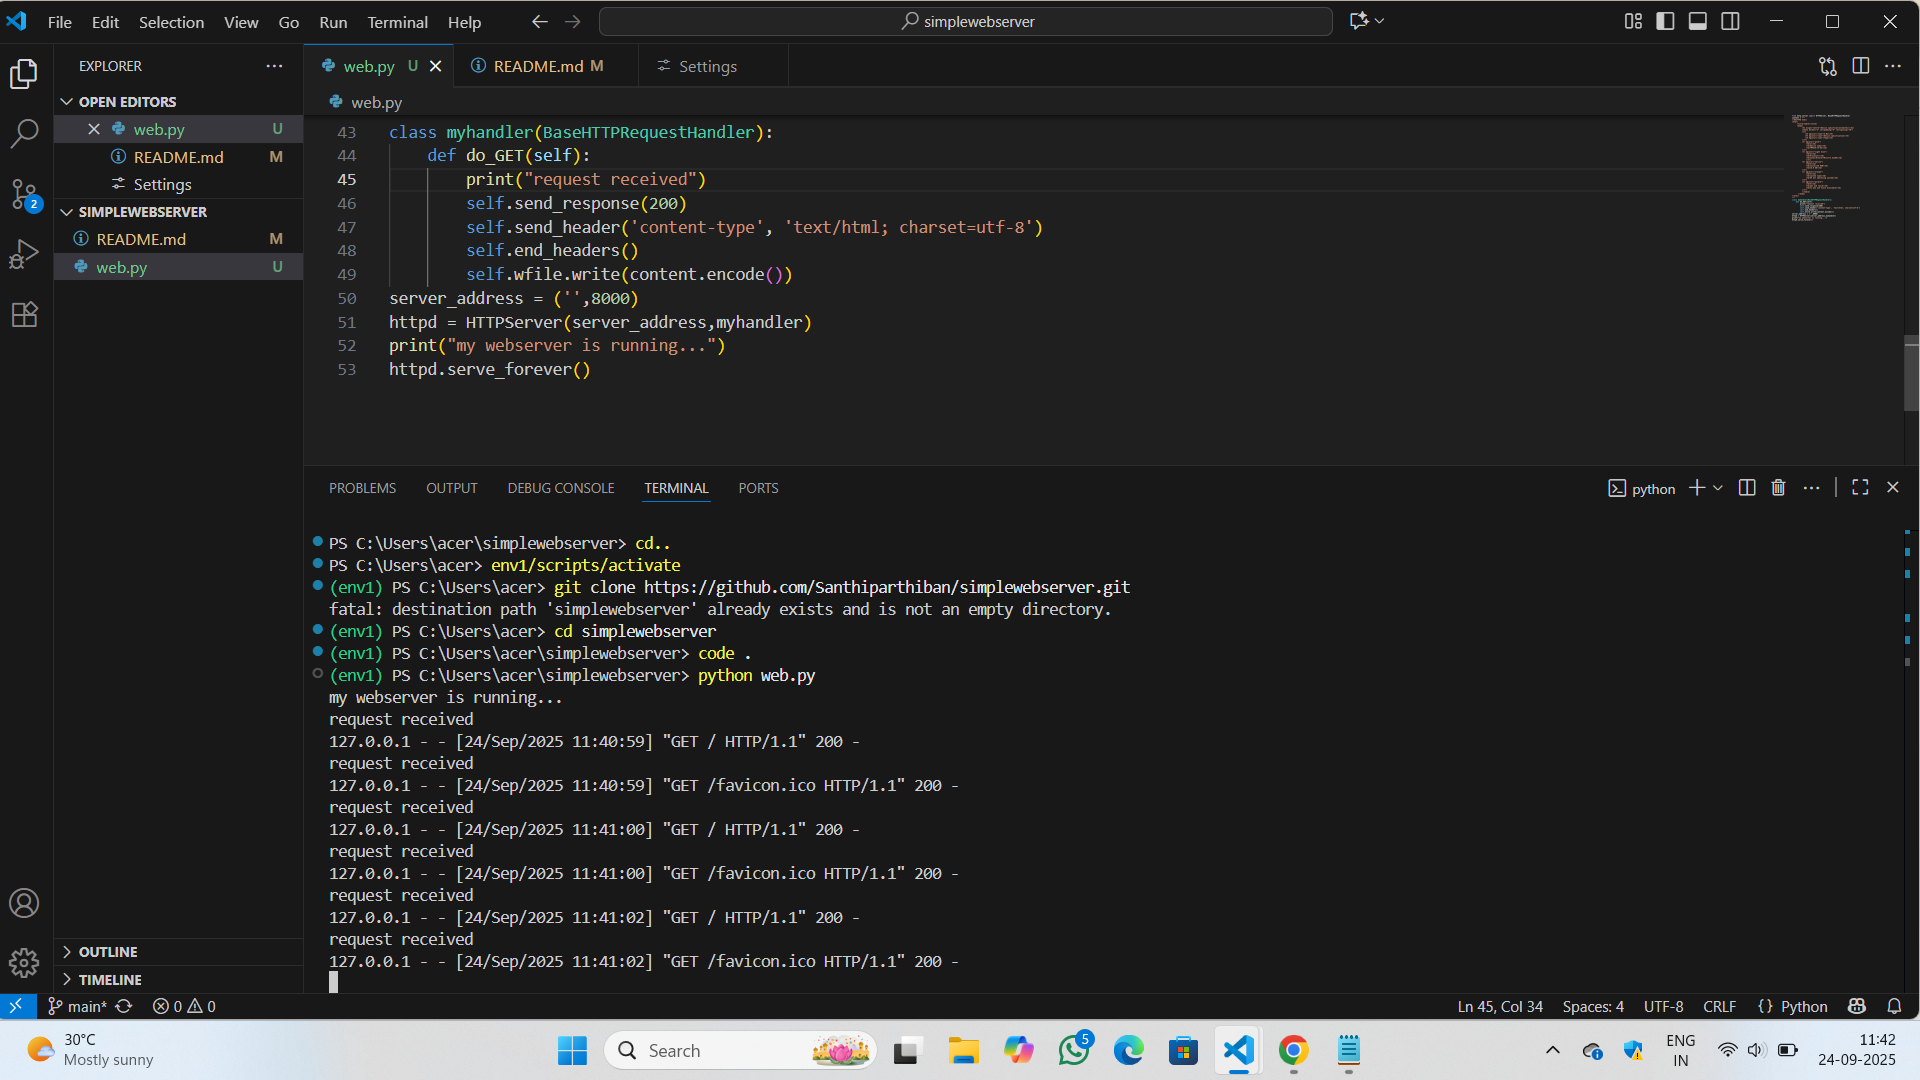 File Edit Selection View Go Run Terminal Help
simplewebserver
EXPLORER
OPEN EDITORS
web.py U
README.md M
Settings
SIMPLEWEBSERVER
README.md M
web.py U
2
OUTLINE
TIMELINE
web.py U
README.md M
Settings
web.py
43 class myhandler(BaseHTTPRequestHandler):
44 def do_GET(self):
45 print("request received")
46 self.send_response(200)
47 self.send_header('content-type', 'text/html; charset=utf-8')
48 self.end_headers()
49 self.wfile.write(content.encode())
50 server_address = ('',8000)
51 httpd = HTTPServer(server_address,myhandler)
52 print("my webserver is running...")
53 httpd.serve_forever()
PROBLEMS OUTPUT DEBUG CONSOLE TERMINAL PORTS
python
PS C:\Users\acer\simplewebserver> cd..
PS C:\Users\acer> env1/scripts/activate
(env1) PS C:\Users\acer> git clone https://github.com/Santhiparthiban/simplewebserver.git
fatal: destination path 'simplewebserver' already exists and is not an empty directory.
(env1) PS C:\Users\acer> cd simplewebserver
(env1) PS C:\Users\acer\simplewebserver> code .
(env1) PS C:\Users\acer\simplewebserver> python web.py
my webserver is running...
request received
127.0.0.1 - - [24/Sep/2025 11:40:59] "GET / HTTP/1.1" 200 -
request received
127.0.0.1 - - [24/Sep/2025 11:40:59] "GET /favicon.ico HTTP/1.1" 200 -
request received
127.0.0.1 - - [24/Sep/2025 11:41:00] "GET / HTTP/1.1" 200 -
request received
127.0.0.1 - - [24/Sep/2025 11:41:00] "GET /favicon.ico HTTP/1.1" 200 -
request received
127.0.0.1 - - [24/Sep/2025 11:41:02] "GET / HTTP/1.1" 200 -
request received
127.0.0.1 - - [24/Sep/2025 11:41:02] "GET /favicon.ico HTTP/1.1" 200 -
main* 0 0
Ln 45, Col 34 Spaces: 4 UTF-8 CRLF {} Python
30°C
Mostly sunny
Search
5
ENG
IN
11:42
24-09-2025